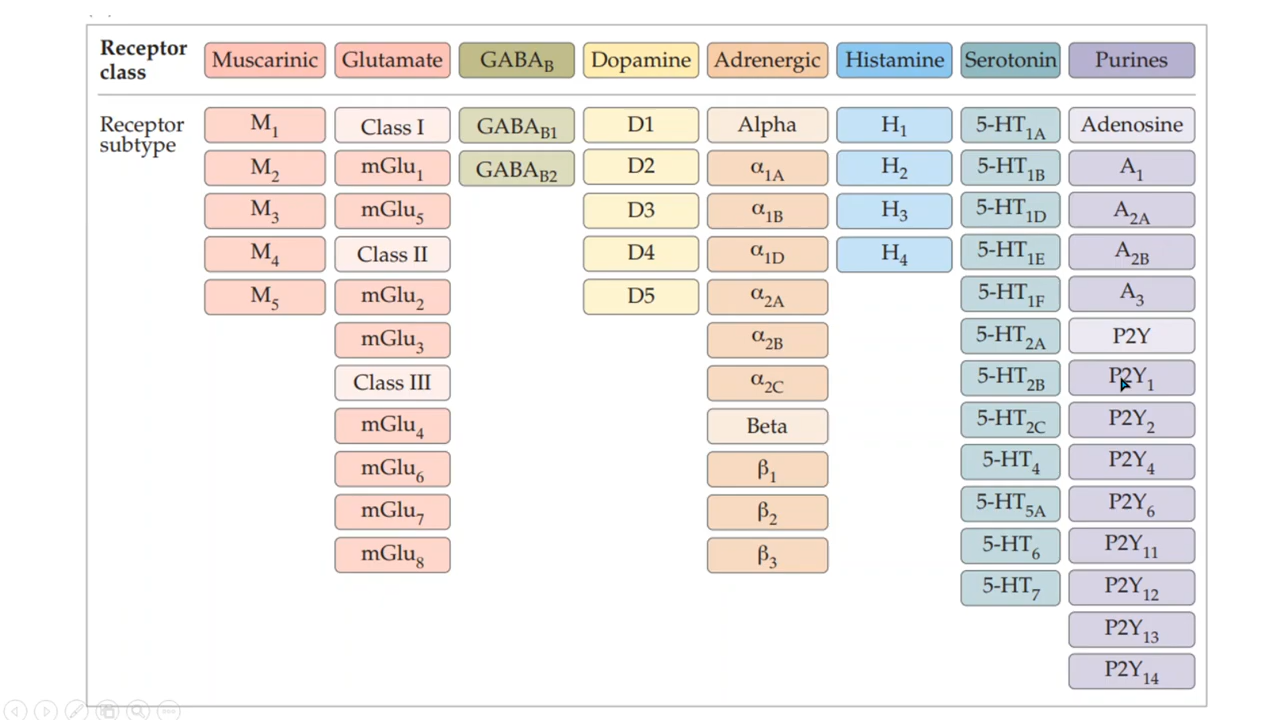 Receptor class
Muscarinic Glutamate GABAB Dopamine Adrenergic Histamine Serotonin Purines
Receptor subtype
M1 Class I GABAB1 D1 Alpha H1 5-HT1A Adenosine
M2 mGlu1 GABAB2 D2 α1A H2 5-HT1B A1
M3 mGlu5 D3 α1B H3 5-HT1D A2A
M4 Class II D4 α1D H4 5-HT1E A2B
M5 mGlu2 D5 α2A 5-HT1F A3
mGlu3 α2B 5-HT2A P2Y
Class III α2C 5-HT2B P2Y1
mGlu4 Beta 5-HT2C P2Y2
mGlu6 β1 5-HT4 P2Y4
mGlu7 β2 5-HT5A P2Y6
mGlu8 β3 5-HT6 P2Y11
5-HT7 P2Y12
P2Y13
P2Y14